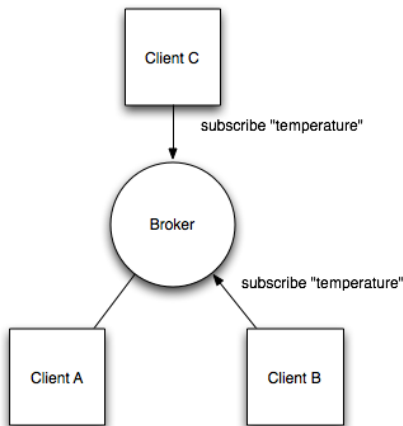 Client C
subscribe "temperature"
Broker
subscribe "temperature"
Client A
Client B